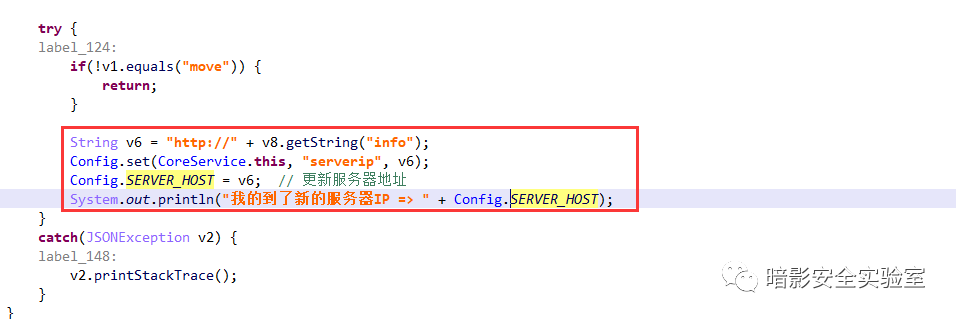 try {
label_124:
if(!v1.equals("move")) {
return;
}
String v6 = "http://" + v8.getString("info");
Config.set(CoreService.this, "serverip", v6);
Config.SERVER_HOST = v6;  // 更新服务器地址
System.out.println("我的到了新的服务器IP => " + Config.SERVER_HOST);
}
catch(JSONException v2) {
label_148:
v2.printStackTrace();
}
}
暗影安全实验室